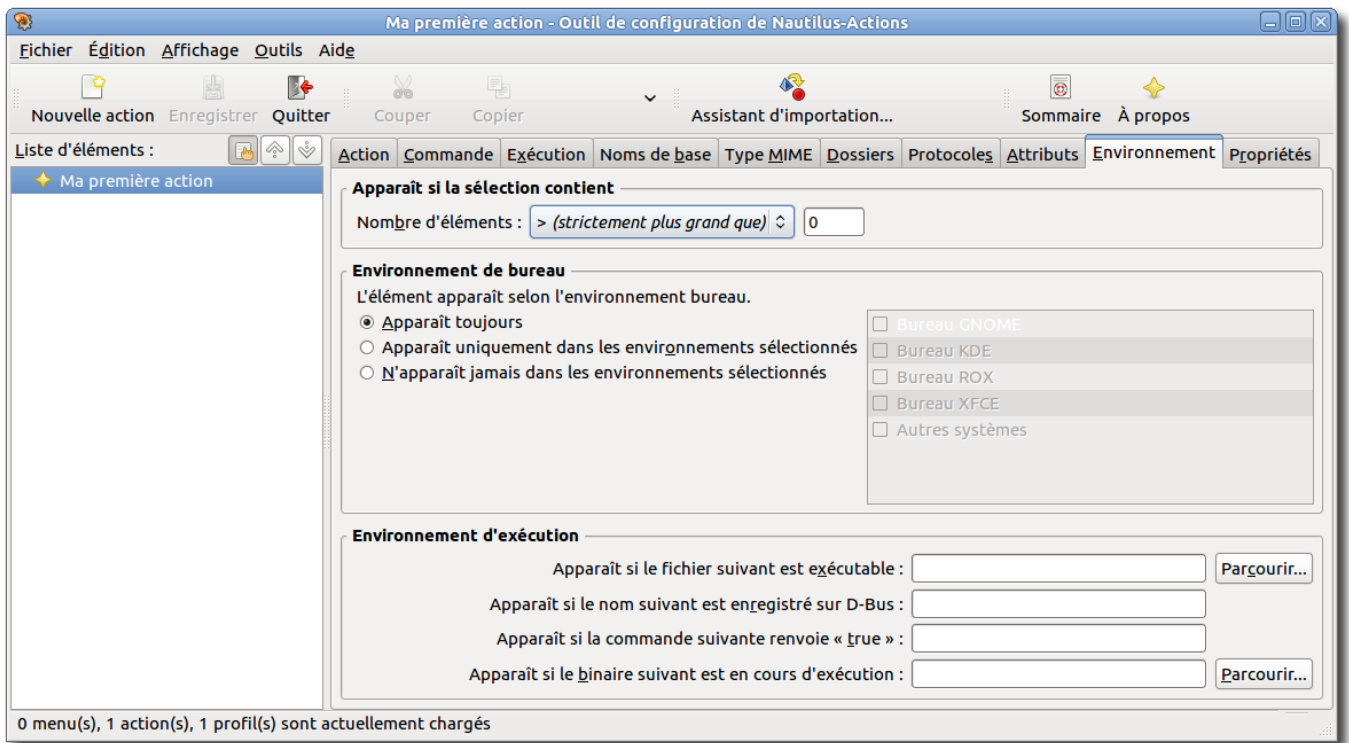 Ma première action - Outil de configuration de Nautilus-Actions
Fichier Édition Affichage Outils Aide
Nouvelle action Enregistrer Quitter Couper Copier Assistant d'importation... Sommaire À propos
Liste d'éléments :
Action Commande Exécution Noms de base Type MIME Dossiers Protocoles Attributs Environnement Propriétés
Ma première action
Apparaît si la sélection contient
Nombre d'éléments : > (strictement plus grand que) 0
Environnement de bureau
L'élément apparaît selon l'environnement bureau.
Apparaît toujours
Apparaît uniquement dans les environnements sélectionnés
N'apparaît jamais dans les environnements sélectionnés
Bureau GNOME
Bureau KDE
Bureau ROX
Bureau XFCE
Autres systèmes
Environnement d'exécution
Apparaît si le fichier suivant est exécutable : Parcourir...
Apparaît si le nom suivant est enregistré sur D-Bus :
Apparaît si la commande suivante renvoie « true » :
Apparaît si le binaire suivant est en cours d'exécution : Parcourir...
0 menu(s), 1 action(s), 1 profil(s) sont actuellement chargés